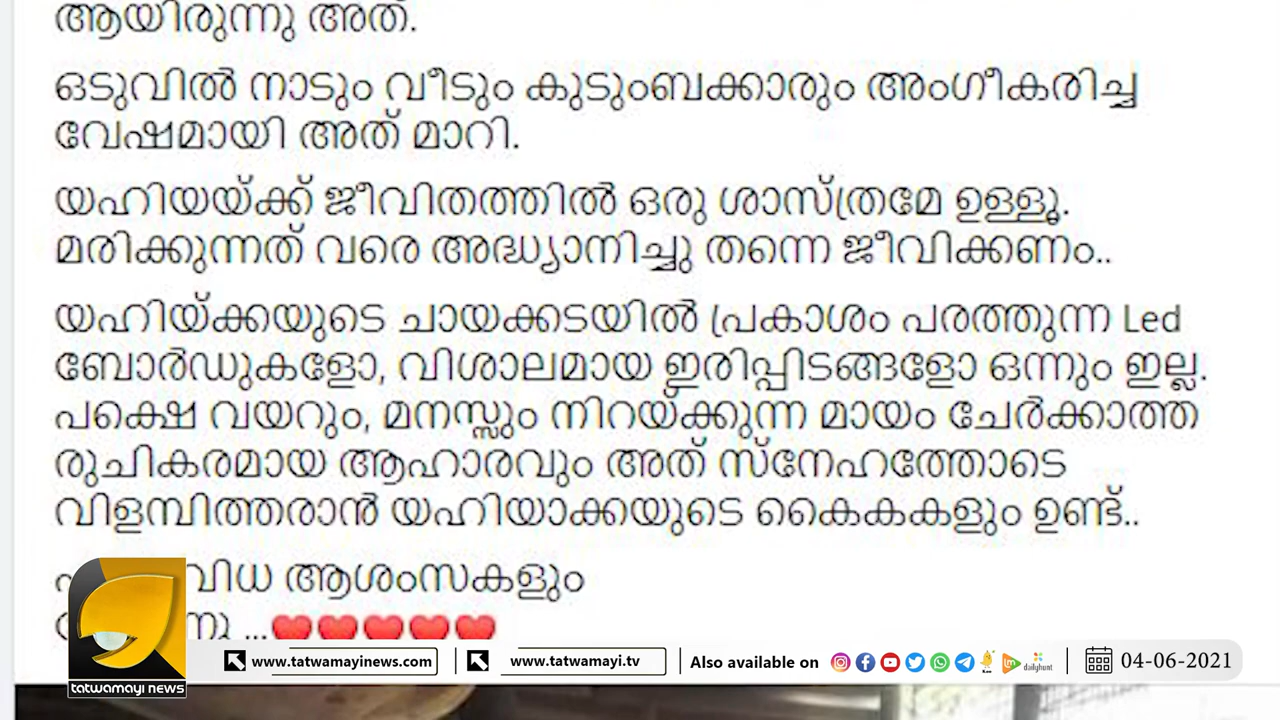 ആയിരുന്നു അത്.
ഒടുവിൽ നാടും വീടും കുടുംബക്കാരും അംഗീകരിച്ച
വേഷമായി അത് മാറി.
യഹിയയ്ക്ക് ജീവിതത്തിൽ ഒരു ശാസ്ത്രമേ ഉള്ളൂ.
മരിക്കുന്നത് വരെ അദ്ധ്യാനിച്ചു തന്നെ ജീവിക്കണം..
യഹിയ്ക്കയുടെ ചായക്കടയിൽ പ്രകാശം പരത്തുന്ന Led
ബോർഡുകളോ, വിശാലമായ ഇരിപ്പിടങ്ങളോ ഒന്നും ഇല്ല.
പക്ഷെ വയറും, മനസ്സും നിറയ്ക്കുന്ന മായം ചേർക്കാത്ത
രുചികരമായ ആഹാരവും അത് സ്നേഹത്തോടെ
വിളമ്പിത്തരാൻ യഹിയാക്കയുടെ കൈകകളും ഉണ്ട്..
വിധ ആശംസകളും
...❤️❤️❤️❤️❤️
tatwamayi news
www.tatwamayinews.com www.tatwamayi.tv Also available on dailyhunt 04-06-2021